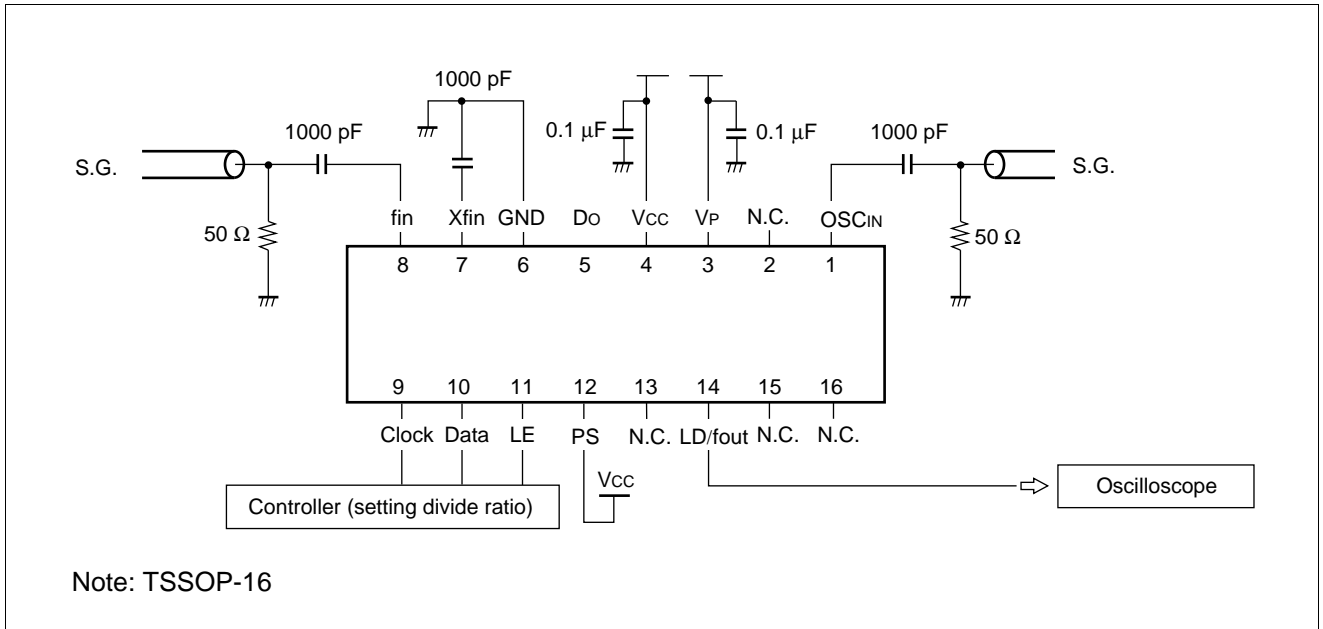 1000 pF
1000 pF 0.1 μF 0.1 μF 1000 pF
S.G. S.G.
50 Ω fin Xfin GND DO VCC VP N.C. OSCIN 50 Ω
8 7 6 5 4 3 2 1
9 10 11 12 13 14 15 16
Clock Data LE PS N.C. LD/fout N.C. N.C.
VCC
Controller (setting divide ratio) Oscilloscope
Note: TSSOP-16